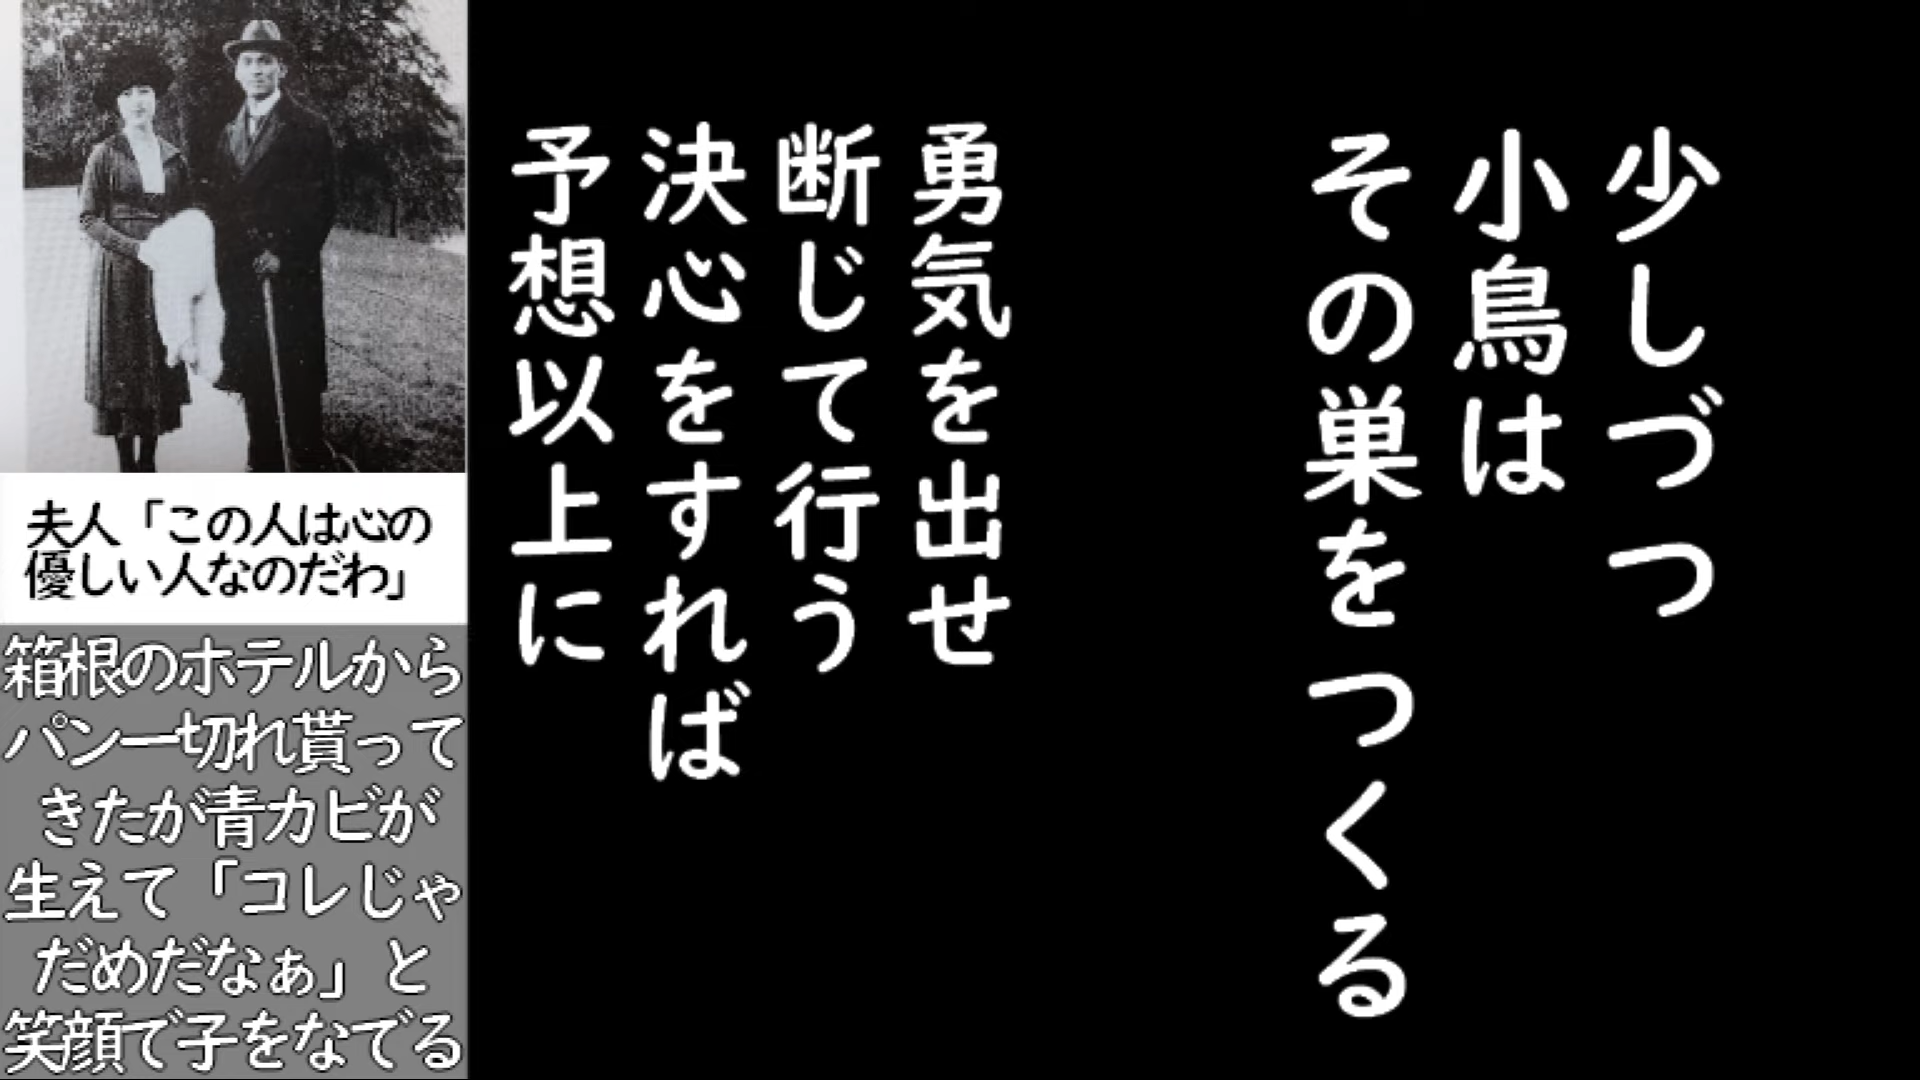 少しづつ
小鳥は
その巣をつくる
勇気を出せ
断じて行う
決心をすれば
予想以上に
夫人「この人は心の
優しい人なのだわ」
箱根のホテルから
パン一切れ貰って
きたが青カビが
生えて「コレじゃ
だめだなぁ」と
笑顔で子をなでる